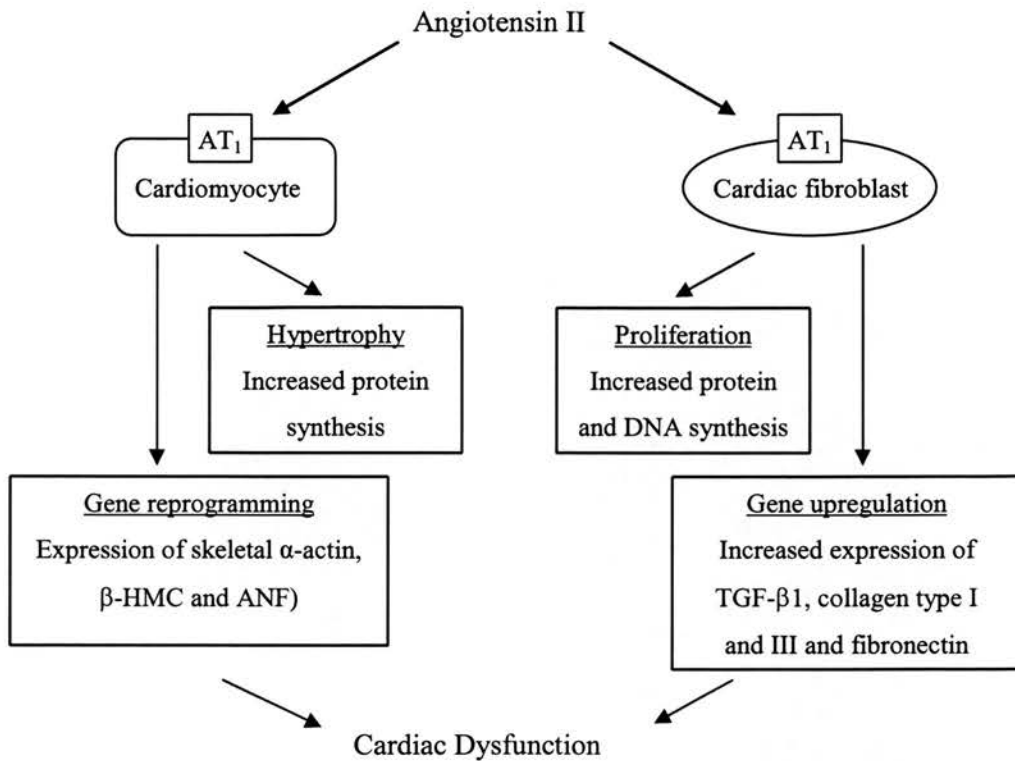 Angiotensin II
AT₁
Cardiomyocyte
AT₁
Cardiac fibroblast
Hypertrophy
Increased protein
synthesis
Proliferation
Increased protein
and DNA synthesis
Gene reprogramming
Expression of skeletal α-actin,
β-HMC and ANF)
Gene upregulation
Increased expression of
TGF-β1, collagen type I
and III and fibronectin
Cardiac Dysfunction